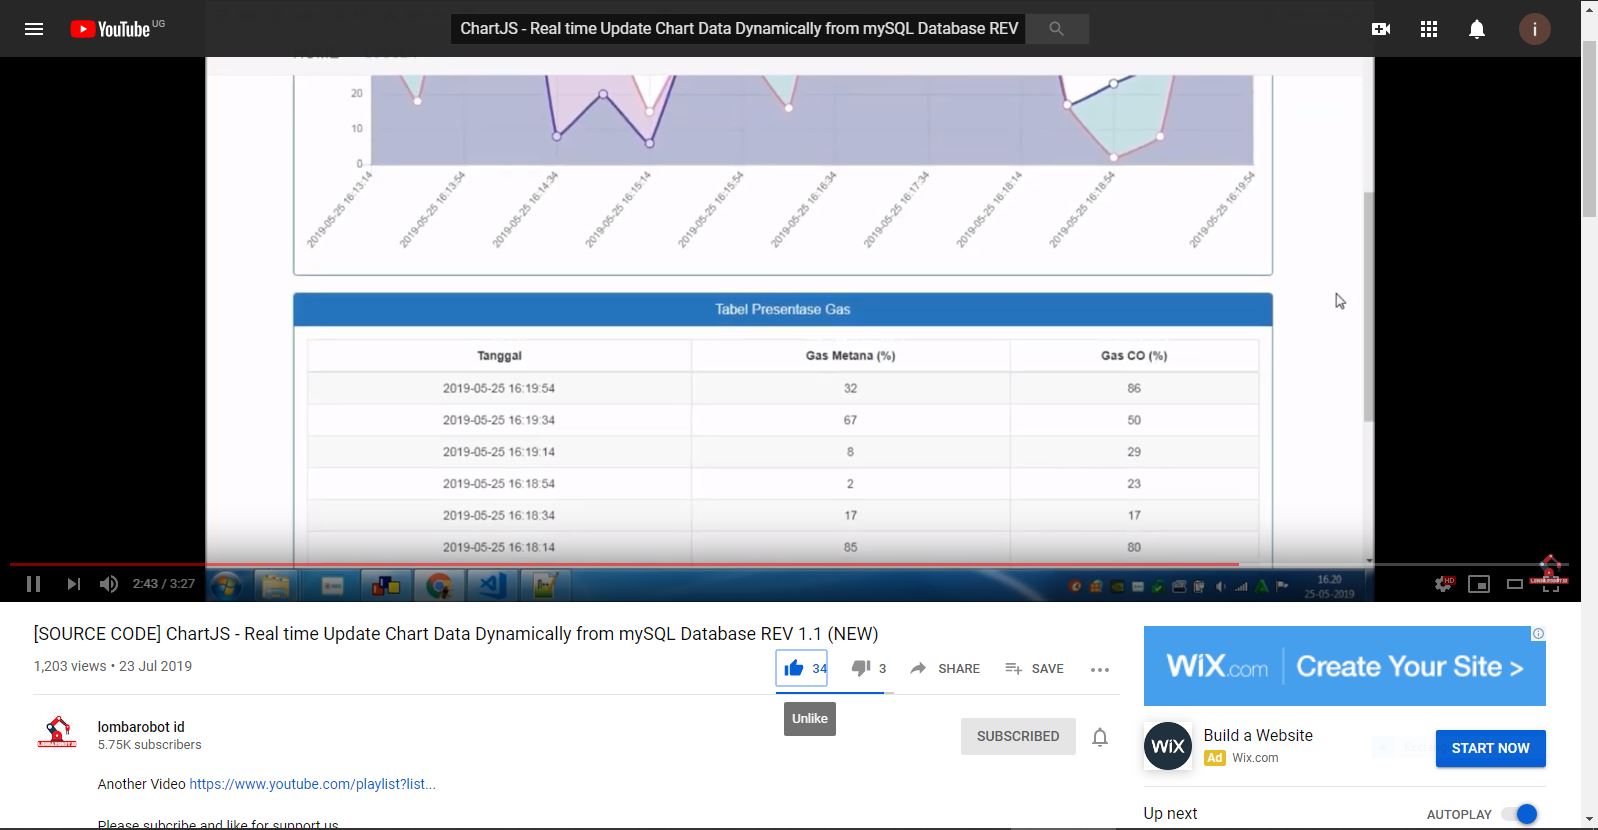 YouTube UG
ChartJS - Real time Update Chart Data Dynamically from mySQL Database REV
i
20
10
0
2019-05-25 16:13:14
2019-05-25 16:13:54
2019-05-25 16:14:34
2019-05-25 16:15:14
2019-05-25 16:15:54
2019-05-25 16:16:34
2019-05-25 16:17:34
2019-05-25 16:18:14
2019-05-25 16:18:54
2019-05-25 16:19:54
Tabel Presentase Gas
Tanggal Gas Metana (%) Gas CO (%)
2019-05-25 16:19:54 32 86
2019-05-25 16:19:34 67 50
2019-05-25 16:19:14 8 29
2019-05-25 16:18:54 2 23
2019-05-25 16:18:34 17 17
2019-05-25 16:18:14 85 80
2:43 / 3:27
HD
16.20
25-05-2019
[SOURCE CODE] ChartJS - Real time Update Chart Data Dynamically from mySQL Database REV 1.1 (NEW)
1,203 views • 23 Jul 2019
34 3 SHARE SAVE
Unlike
lombarobot id
5.75K subscribers
SUBSCRIBED
Another Video https://www.youtube.com/playlist?list...
Please subcribe and like for support us
WiX.com Create Your Site >
WiX
Build a Website
Ad Wix.com
START NOW
Up next
AUTOPLAY